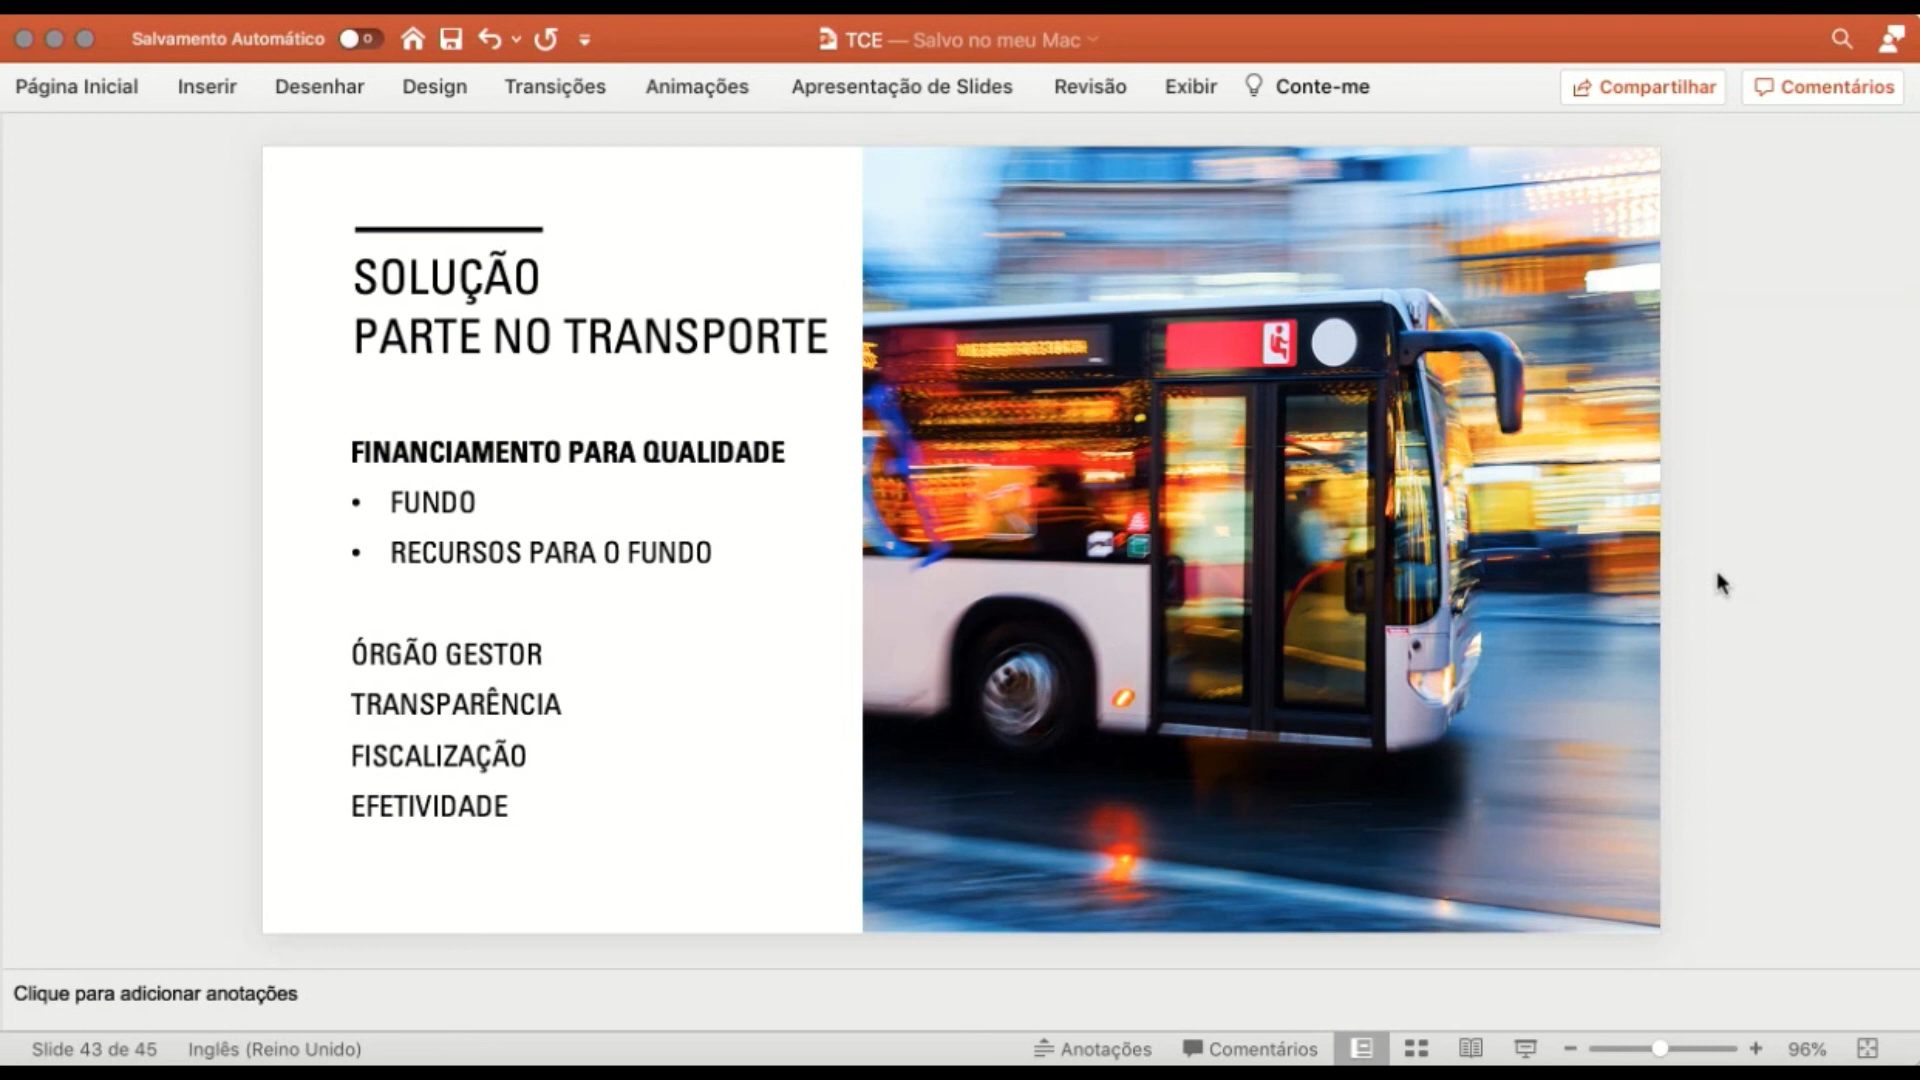 Salvamento Automático
TCE — Salvo no meu Mac
Página Inicial Inserir Desenhar Design Transições Animações Apresentação de Slides Revisão Exibir Conte-me Compartilhar Comentários
SOLUÇÃO
PARTE NO TRANSPORTE
FINANCIAMENTO PARA QUALIDADE
• FUNDO
• RECURSOS PARA O FUNDO
ÓRGÃO GESTOR
TRANSPARÊNCIA
FISCALIZAÇÃO
EFETIVIDADE
Clique para adicionar anotações
Slide 43 de 45 Inglês (Reino Unido) Anotações Comentários 96%